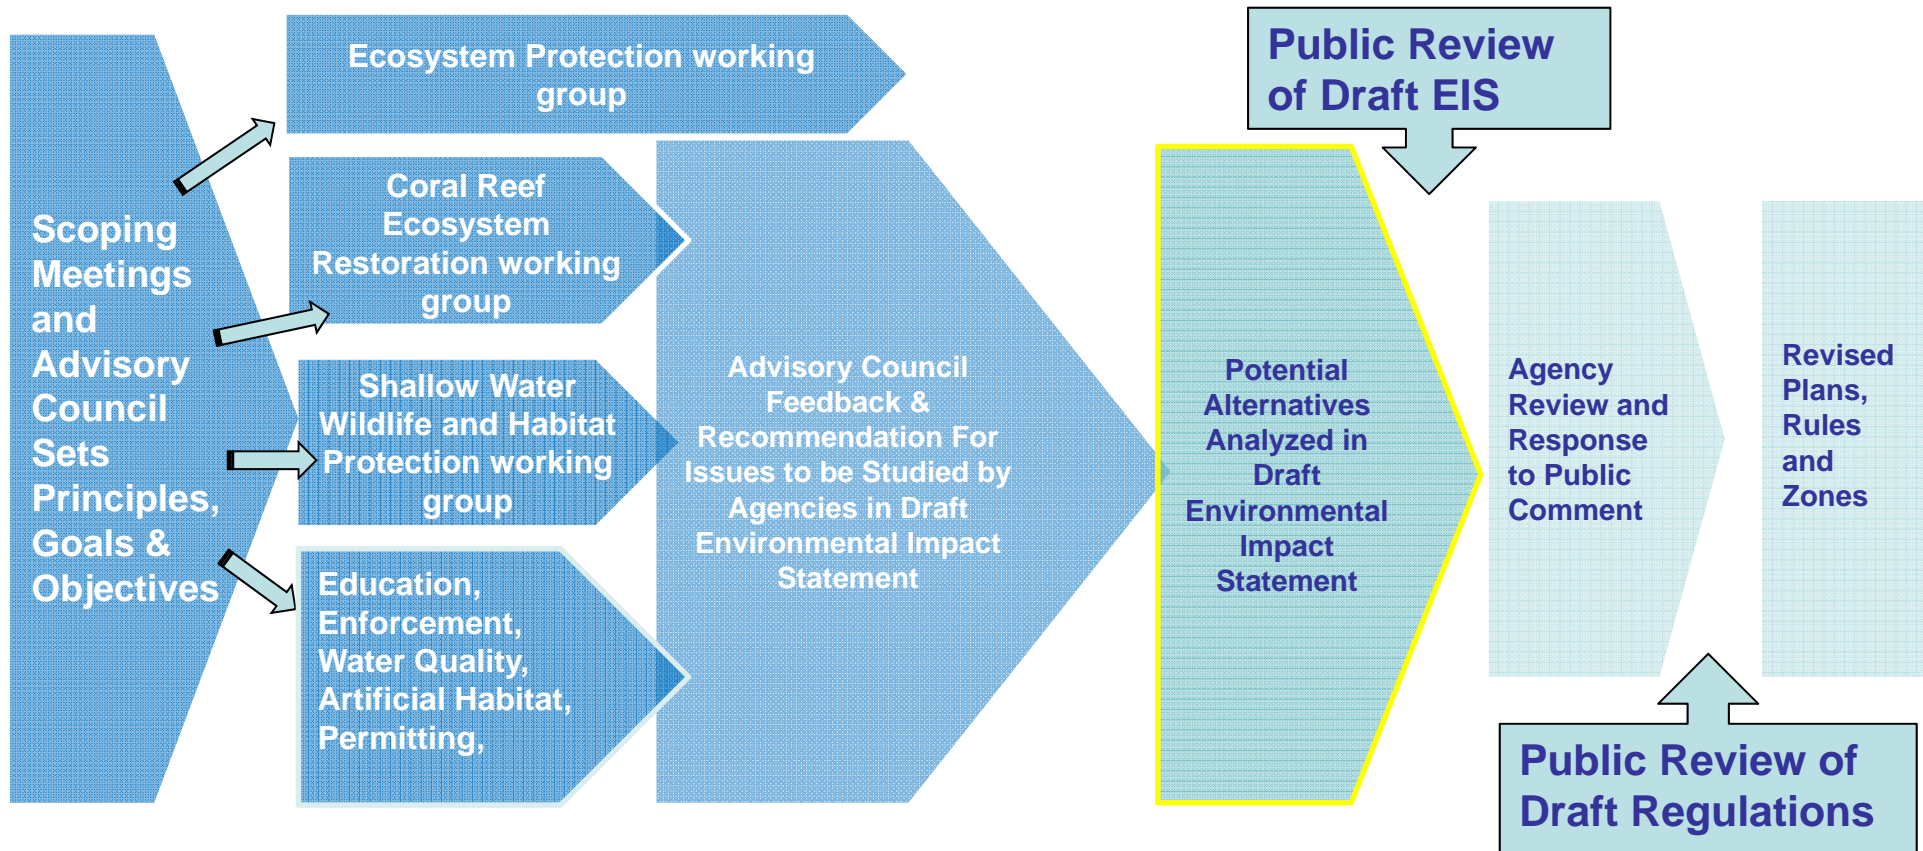 Scoping
Meetings
and
Advisory
Council
Sets
Principles,
Goals &
Objectives
Ecosystem Protection working
group
Coral Reef
Ecosystem
Restoration working
group
Shallow Water
Wildlife and Habitat
Protection working
group
Education,
Enforcement,
Water Quality,
Artificial Habitat,
Permitting,
Advisory Council
Feedback &
Recommendation For
Issues to be Studied by
Agencies in Draft
Environmental Impact
Statement
Potential
Alternatives
Analyzed in
Draft
Environmental
Impact
Statement
Public Review
of Draft EIS
Agency
Review and
Response
to Public
Comment
Revised
Plans,
Rules
and
Zones
Public Review of
Draft Regulations